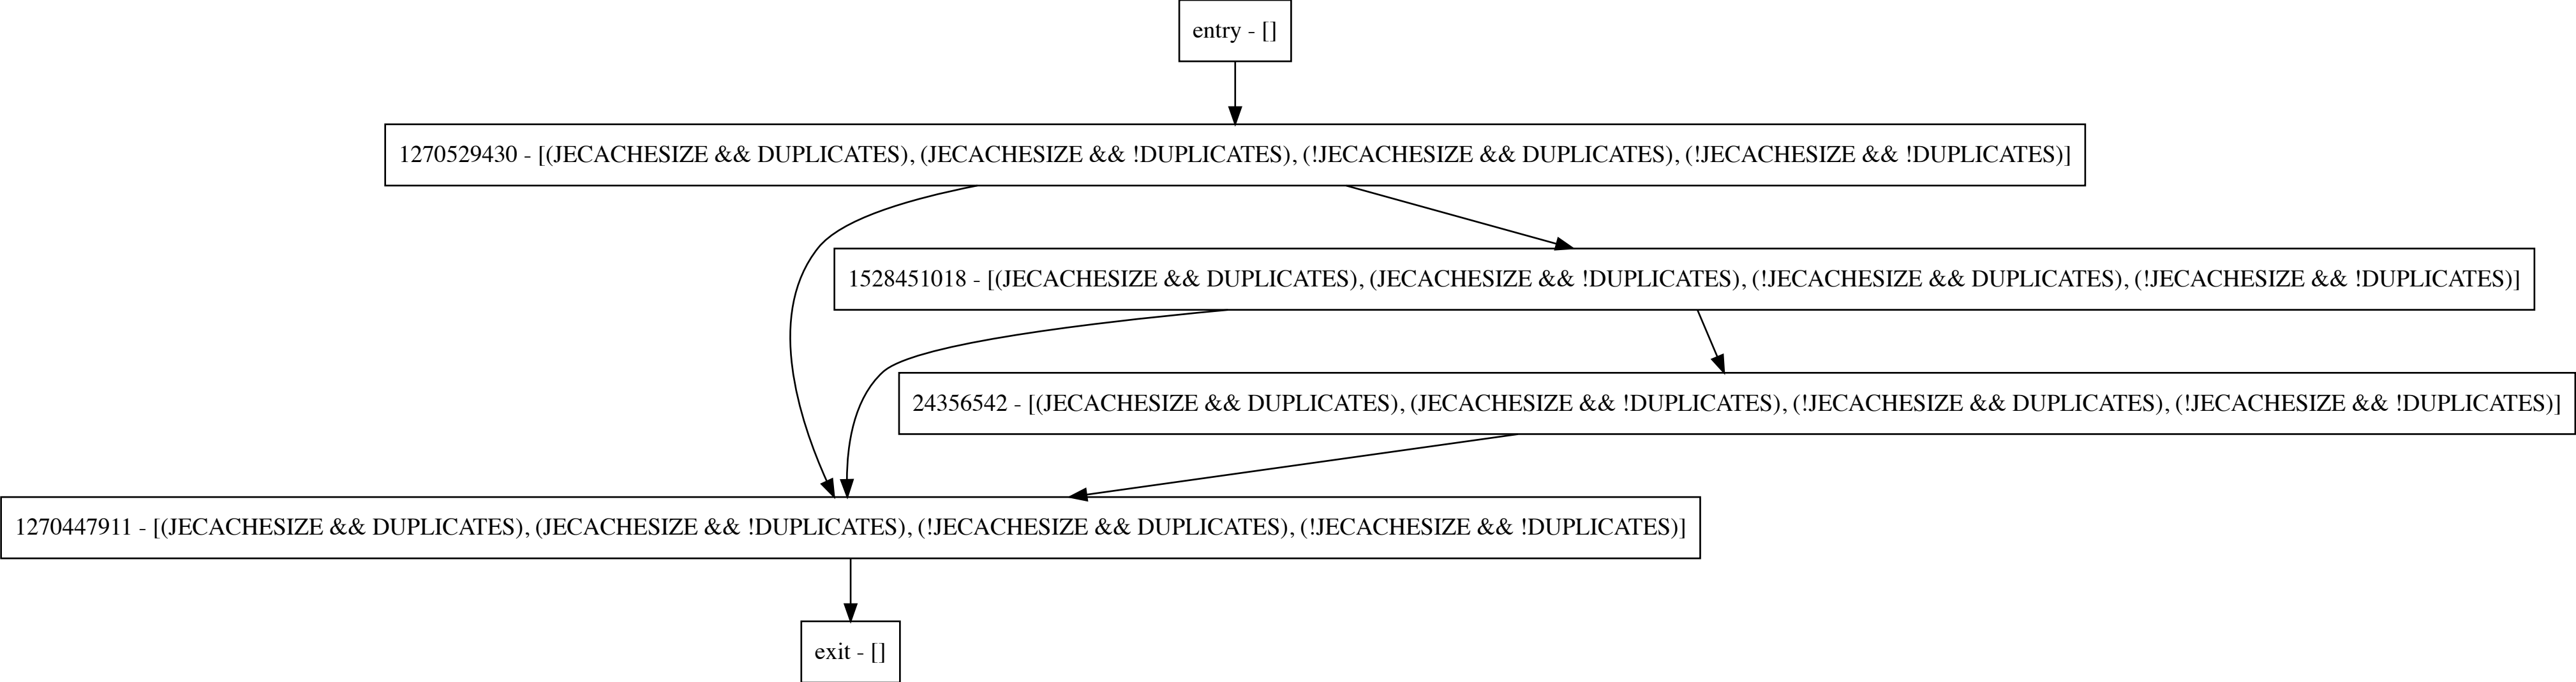 entry - []
1270529430 - [(JECACHESIZE && DUPLICATES), (JECACHESIZE && !DUPLICATES), (!JECACHESIZE && DUPLICATES), (!JECACHESIZE && !DUPLICATES)]
1528451018 - [(JECACHESIZE && DUPLICATES), (JECACHESIZE && !DUPLICATES), (!JECACHESIZE && DUPLICATES), (!JECACHESIZE && !DUPLICATES)]
24356542 - [(JECACHESIZE && DUPLICATES), (JECACHESIZE && !DUPLICATES), (!JECACHESIZE && DUPLICATES), (!JECACHESIZE && !DUPLICATES)]
1270447911 - [(JECACHESIZE && DUPLICATES), (JECACHESIZE && !DUPLICATES), (!JECACHESIZE && DUPLICATES), (!JECACHESIZE && !DUPLICATES)]
exit - []